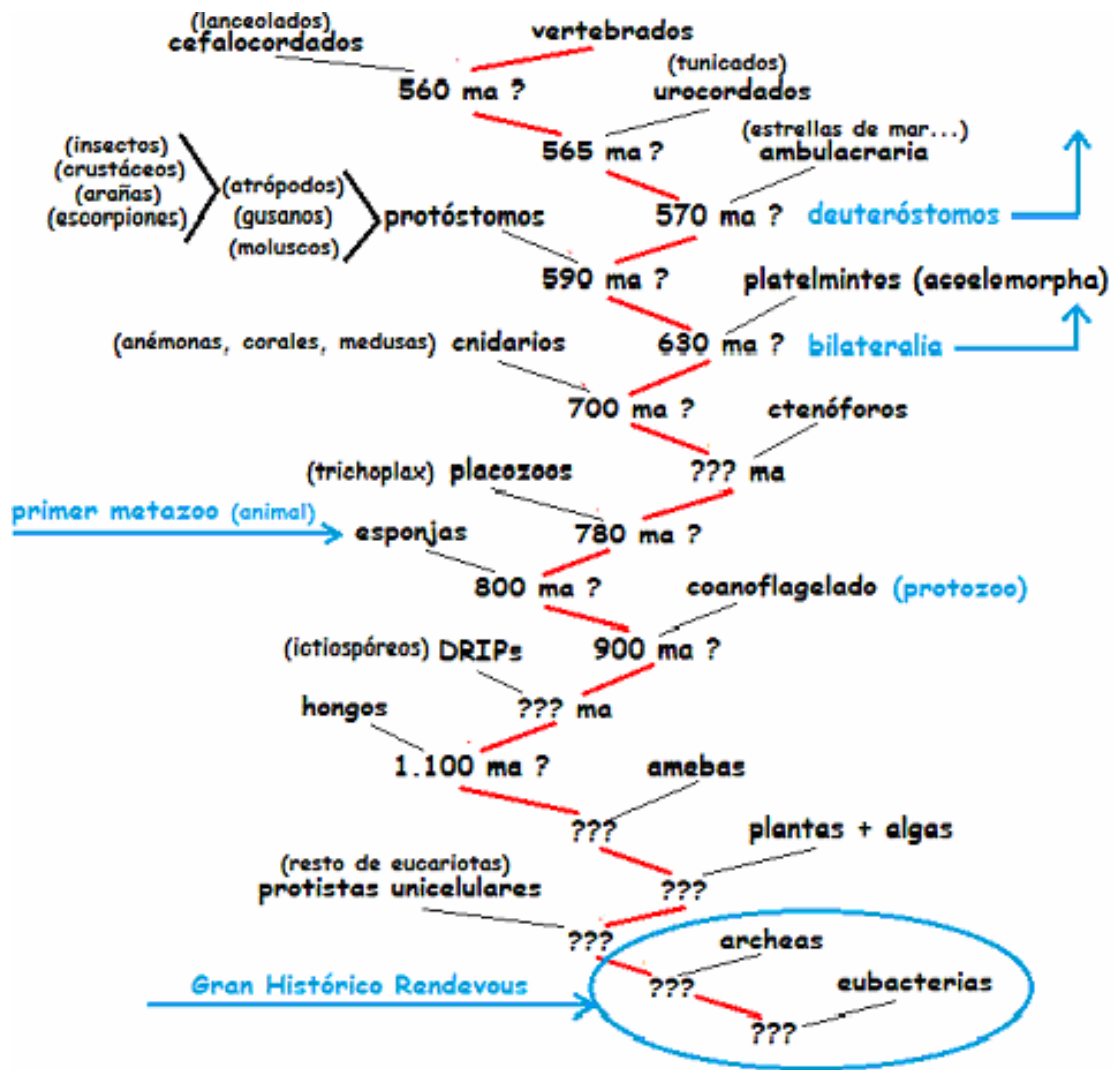 (lanceolados)
cefalocordados
vertebrados
560 ma ?
(tunicados)
urocordados
565 ma ?
(estrellas de mar...)
ambulacraria
(insectos)
(crustáceos)
(arañas)
(escorpiones)
(atrópodos)
(gusanos)
(moluscos)
protóstomos
570 ma ?
deuteróstomos
590 ma ?
platelmintos (acoelomorpha)
(anémonas, corales, medusas) cnidarios
630 ma ?
bilateralia
700 ma ?
ctenóforos
(trichoplax) placozoos
??? ma
primer metazoo (animal)
esponjas
780 ma ?
800 ma ?
coanoflagelado (protozoo)
(ictiospóreos) DRIPs
900 ma ?
hongos
??? ma
1.100 ma ?
amebas
???
plantas + algas
(resto de eucariotas)
protistas unicelulares
???
???
archeas
Gran Histórico Rendevous
???
eubacterias
???